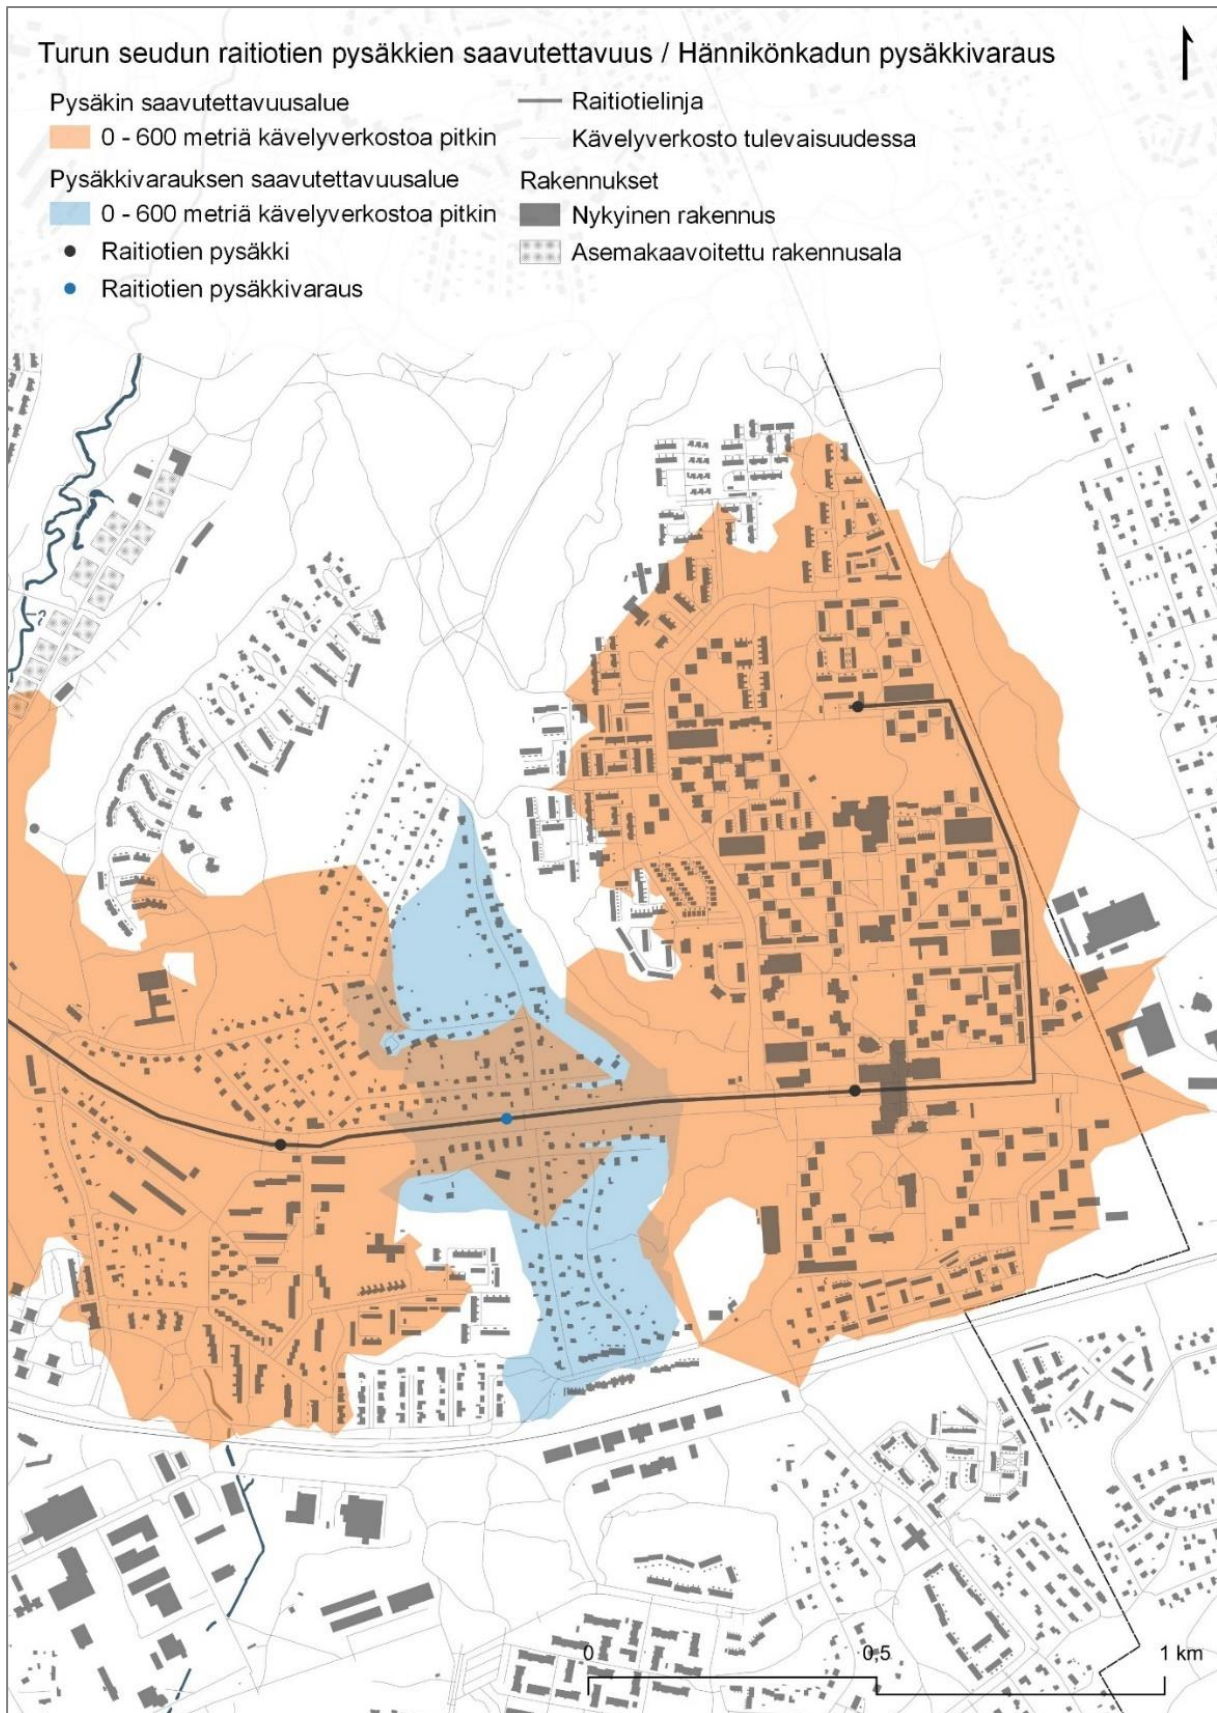 Turun seudun raitiotien pysäkkien saavutettavuus / Hännikönkadun pysäkkivaraus
Pysäkin saavutettavuusalue
0 - 600 metriä kävelyverkostoa pitkin
Pysäkkivarauksen saavutettavuusalue
0 - 600 metriä kävelyverkostoa pitkin
Raitiotien pysäkki
Raitiotien pysäkkivaraus
Raitiotielinja
Kävelyverkosto tulevaisuudessa
Rakennukset
Nykyinen rakennus
Asemakaavoitettu rakennusala
0 0,5 1 km